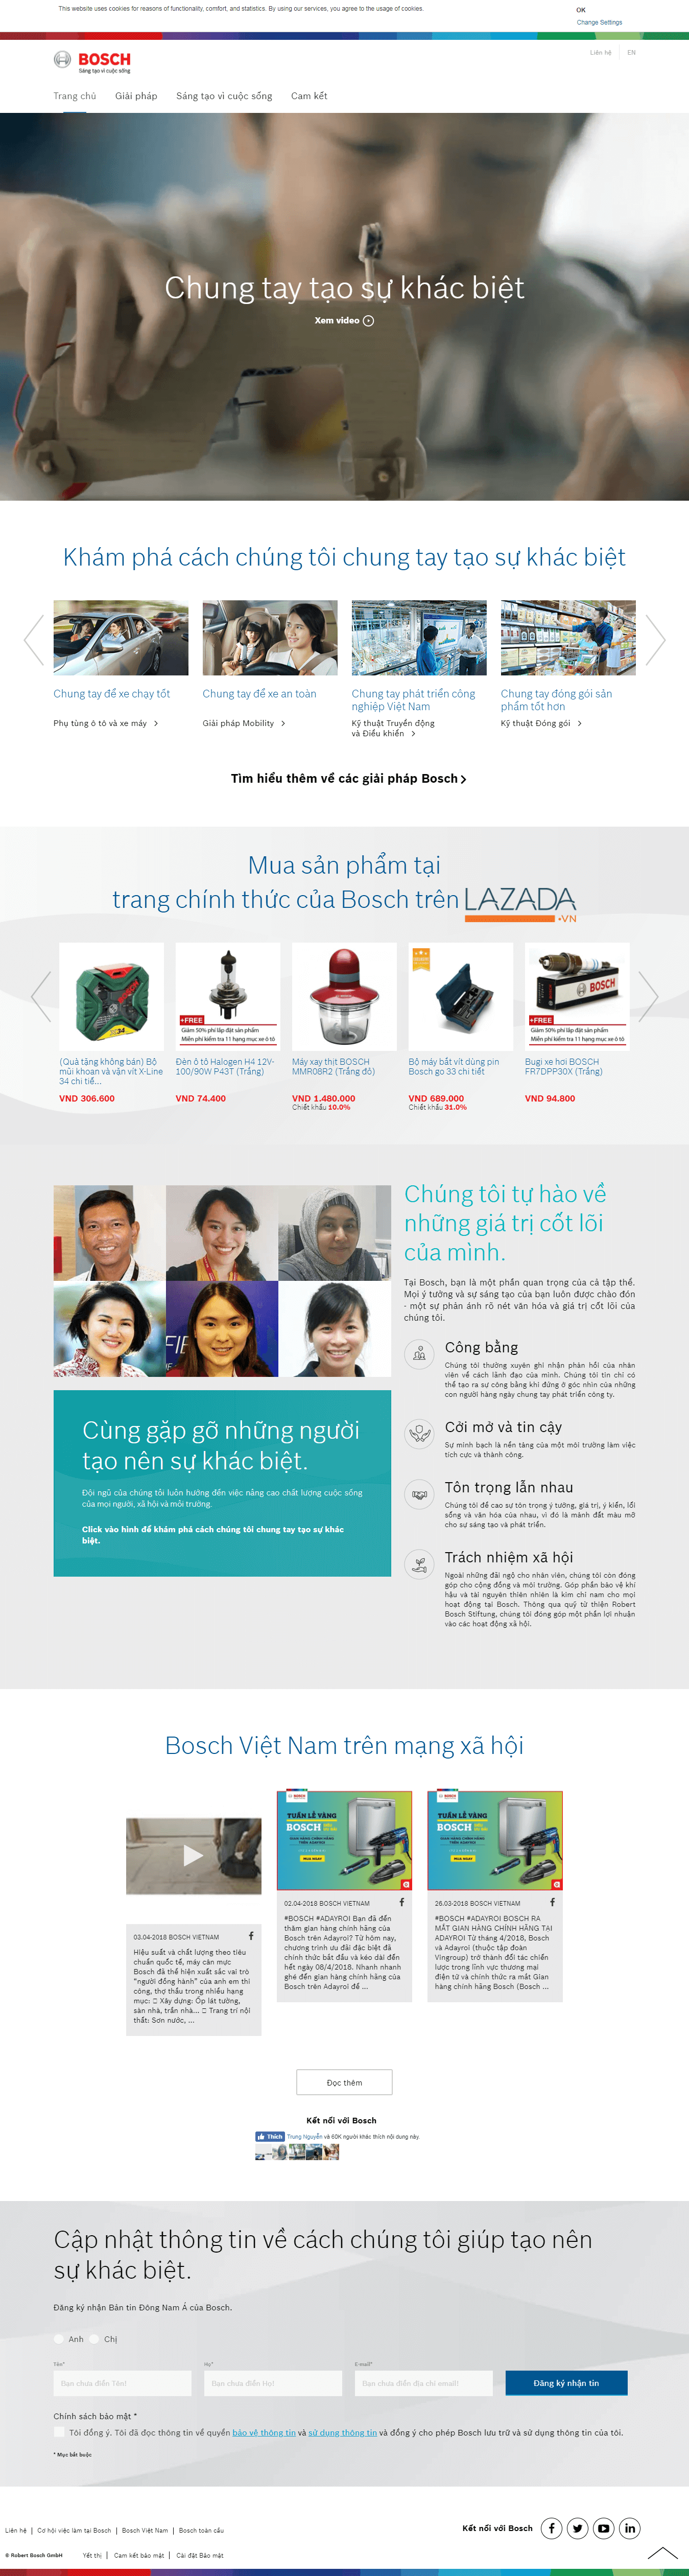 This website uses cookies for reasons of functionality, comfort, and statistics. By using our services, you agree to the usage of cookies.
OK
Change Settings
BOSCH
Sáng tạo vì cuộc sống
Liên hệ
EN
Trang chủ
Giải pháp
Sáng tạo vì cuộc sống
Cam kết
Chung tay tạo sự khác biệt
Xem video
Khám phá cách chúng tôi chung tay tạo sự khác biệt
Chung tay để xe chạy tốt
Phụ tùng ô tô và xe máy
Chung tay để xe an toàn
Giải pháp Mobility
Chung tay phát triển công
nghiệp Việt Nam
Kỹ thuật Truyền động
và Điều khiển
Chung tay đóng gói sản
phẩm tốt hơn
Kỹ thuật Đóng gói
Tìm hiểu thêm về các giải pháp Bosch
Mua sản phẩm tại
trang chính thức của Bosch trên LAZADA
.VN
(Quà tặng không bán) Bộ
mũi khoan và vặn vít X-Line
34 chi tiế...
VND 306.600
+FREE
Giảm 50% phí lắp đặt sản phẩm
Miễn phí kiểm tra 11 hạng mục xe ô tô
Đèn ô tô Halogen H4 12V-
100/90W P43T (Trắng)
VND 74.400
Máy xay thịt BOSCH
MMR08R2 (Trắng đỏ)
VND 1.480.000
Chiết khấu 10.0%
Bộ máy bắt vít dùng pin
Bosch go 33 chi tiết
VND 689.000
Chiết khấu 31.0%
BOSCH
+FREE
Giảm 50% phí lắp đặt sản phẩm
Miễn phí kiểm tra 11 hạng mục xe ô tô
Bugi xe hơi BOSCH
FR7DPP30X (Trắng)
VND 94.800
Chúng tôi tự hào về
những giá trị cốt lõi
của mình.
Tại Bosch, bạn là một phần quan trọng của cả tập thể.
Mọi ý tưởng và sự sáng tạo của bạn luôn được chào đón
- một sự phản ánh rõ nét văn hóa và giá trị cốt lõi của
chúng tôi.
Công bằng
Chúng tôi thường xuyên ghi nhận phản hồi của nhân
viên về cách lãnh đạo của mình. Chúng tôi tin chỉ có
thể tạo ra sự công bằng khi đứng ở góc nhìn của những
con người hàng ngày chung tay phát triển công ty.
Cởi mở và tin cậy
Sự minh bạch là nền tảng của một môi trường làm việc
tích cực và thành công.
Tôn trọng lẫn nhau
Chúng tôi đề cao sự tôn trọng ý tưởng, giá trị, ý kiến, lối
sống và văn hóa của nhau, vì đó là mảnh đất màu mỡ
cho sự sáng tạo và phát triển.
Trách nhiệm xã hội
Ngoài những đãi ngộ cho nhân viên, chúng tôi còn đóng
góp cho cộng đồng và môi trường. Góp phần bảo vệ khí
hậu và tài nguyên thiên nhiên là kim chỉ nam cho mọi
hoạt động tại Bosch. Thông qua quỹ từ thiện Robert
Bosch Stiftung, chúng tôi đóng góp một phần lợi nhuận
vào các hoạt động xã hội.
Cùng gặp gỡ những người
tạo nên sự khác biệt.
Đội ngũ của chúng tôi luôn hướng đến việc nâng cao chất lượng cuộc sống
của mọi người, xã hội và môi trường.
Click vào hình để khám phá cách chúng tôi chung tay tạo sự khác
biệt.
Bosch Việt Nam trên mạng xã hội
03.04-2018 BOSCH VIETNAM
Hiệu suất và chất lượng theo tiêu
chuẩn quốc tế, máy cân mực
Bosch đã thể hiện xuất sắc vai trò
“người đồng hành” của anh em thi
công, thợ thầu trong nhiều hạng
mục: Xây dựng: Ốp lát tường,
sàn nhà, trần nhà... Trang trí nội
thất: Sơn nước, ...
BOSCH
TUẦN LỄ VÀNG
BOSCH
MUA NGAY
02.04-2018 BOSCH VIETNAM
#BOSCH #ADAYROI Bạn đã đến
thăm gian hàng chính hãng của
Bosch trên Adayroi? Từ hôm nay,
chương trình ưu đãi đặc biệt đã
chính thức bắt đầu và kéo dài đến
hết ngày 08/4/2018. Nhanh nhanh
ghé đến gian hàng chính hãng của
Bosch trên Adayroi để ...
BOSCH
TUẦN LỄ VÀNG
BOSCH
MUA NGAY
26.03-2018 BOSCH VIETNAM
#BOSCH #ADAYROI BOSCH RA
MẮT GIAN HÀNG CHÍNH HÃNG TẠI
ADAYROI Từ tháng 4/2018, Bosch
và Adayroi (thuộc tập đoàn
Vingroup) trở thành đối tác chiến
lược trong lĩnh vực thương mại
điện tử và chính thức ra mắt Gian
hàng chính hãng Bosch (Bosch ...
Đọc thêm
Kết nối với Bosch
Thích
Trung Nguyễn và 60K người khác thích nội dung này.
Cập nhật thông tin về cách chúng tôi giúp tạo nên
sự khác biệt.
Đăng ký nhận Bản tin Đông Nam Á của Bosch.
Anh
Chị
Tên*
Họ*
E-mail*
Bạn chưa điền Tên!
Bạn chưa điền Họ!
Bạn chưa điền địa chỉ email!
Đăng ký nhận tin
Chính sách bảo mật *
Tôi đồng ý. Tôi đã đọc thông tin về quyền bảo vệ thông tin và sử dụng thông tin và đồng ý cho phép Bosch lưu trữ và sử dụng thông tin của tôi.
* Mục bắt buộc
Liên hệ
Cơ hội việc làm tại Bosch
Bosch Việt Nam
Bosch toàn cầu
Kết nối với Bosch
© Robert Bosch GmbH
Yết thị
Cam kết bảo mật
Cài đặt Bảo mật